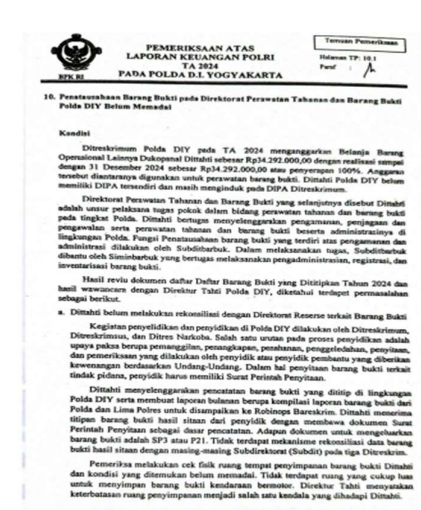 Temuan Pemeriksaan
PEMERIKSAAN ATAS
LAPORAN KEUANGAN POLRI
TA 2024
PADA POLDA D.I. YOGYAKARTA
Halaman TP: 10.1
Paraf :
BPK RI
10. Penatausahaan Barang Bukti pada Direktorat Perawatan Tahanan dan Barang Bukti
Polda DIY Belum Memadai
Kondisi
Ditreskrimum Polda DIY pada TA 2024 menganggarkan Belanja Barang
Operasional Lainnya Dukopsnal Dittahti sebesar Rp34.292.000,00 dengan realisasi sampai
dengan 31 Desember 2024 sebesar Rp34.292.000,00 atau penyerapan 100%. Anggaran
tersebut diantaranya digunakan untuk perawatan barang bukti. Dittahti Polda DIY belum
memiliki DIPA tersendiri dan masih menginduk pada DIPA Ditreskrimum.
Direktorat Perawatan Tahanan dan Barang Bukti yang selanjutnya disebut Dittahti
adalah unsur pelaksana tugas pokok dalam bidang perawatan tahanan dan barang bukti
pada tingkat Polda. Dittahti bertugas menyelenggarakan pengamanan, penjagaan dan
pengawalan serta perawatan tahanan dan barang bukti beserta administrasinya di
lingkungan Polda. Fungsi Penatausahaan barang bukti yang terdiri atas pengamanan dan
administrasi dilakukan oleh Subditbarbuk. Dalam melaksanakan tugas, Subditbarbuk
dibantu oleh Siminbarbuk yang bertugas melaksanakan pengadministrasian, registrasi, dan
inventarisasi barang bukti.
Hasil reviu dokumen daftar Daftar Barang Bukti yang Dititipkan Tahun 2024 dan
hasil wawancara dengan Direktur Tahti Polda DIY, diketahui terdapat permasalahan
sebagai berikut.
a. Dittahti belum melakukan rekonsiliasi dengan Direktorat Reserse terkait Barang Bukti
Kegiatan penyelidikan dan penyidikan di Polda DIY dilakukan oleh Ditreskrimum,
Ditreskrimsus, dan Ditres Narkoba. Salah satu urutan pada proses penyidikan adalah
upaya paksa berupa pemanggilan, penangkapan, penahanan, penggeledahan, penyitaan,
dan pemeriksaan yang dilakukan oleh penyidik atau penyidik pembantu yang diberikan
kewenangan berdasarkan Undang-Undang. Dalam hal penyitaan barang bukti terkait
tindak pidana, penyidik harus memiliki Surat Perintah Penyitaan.
Dittahti menyelenggarakan pencatatan barang bukti yang dititip di lingkungan
Polda DIY serta membuat laporan bulanan berupa kompilasi laporan barang bukti dari
Polda dan Lima Polres untuk disampaikan ke Robinops Bareskrim. Dittahti menerima
titipan barang bukti hasil sitaan dari penyidik dengan membawa dokumen Surat
Perintah Penyitaan sebagai dasar mencatat. Adapun dokumen untuk mengeluarkan
barang bukti adalah SP3 atau P21. Tidak terdapat mekanisme rekonsiliasi data barang
bukti hasil sitaan dengan masing-masing Subdirektorat (Subdit) pada tiga Ditreskrim.
Pemeriksa melakukan cek fisik ruang tempat penyimpanan barang bukti Dittahti
dan kondisi yang ditemukan belum memadai. Tidak terdapat ruang yang cukup luas
untuk menyimpan barang bukti kendaraan bermotor. Direktur Tahti menyatakan
keterbatasan ruang penyimpanan menjadi salah satu kendala yang dihadapi Dittahti.